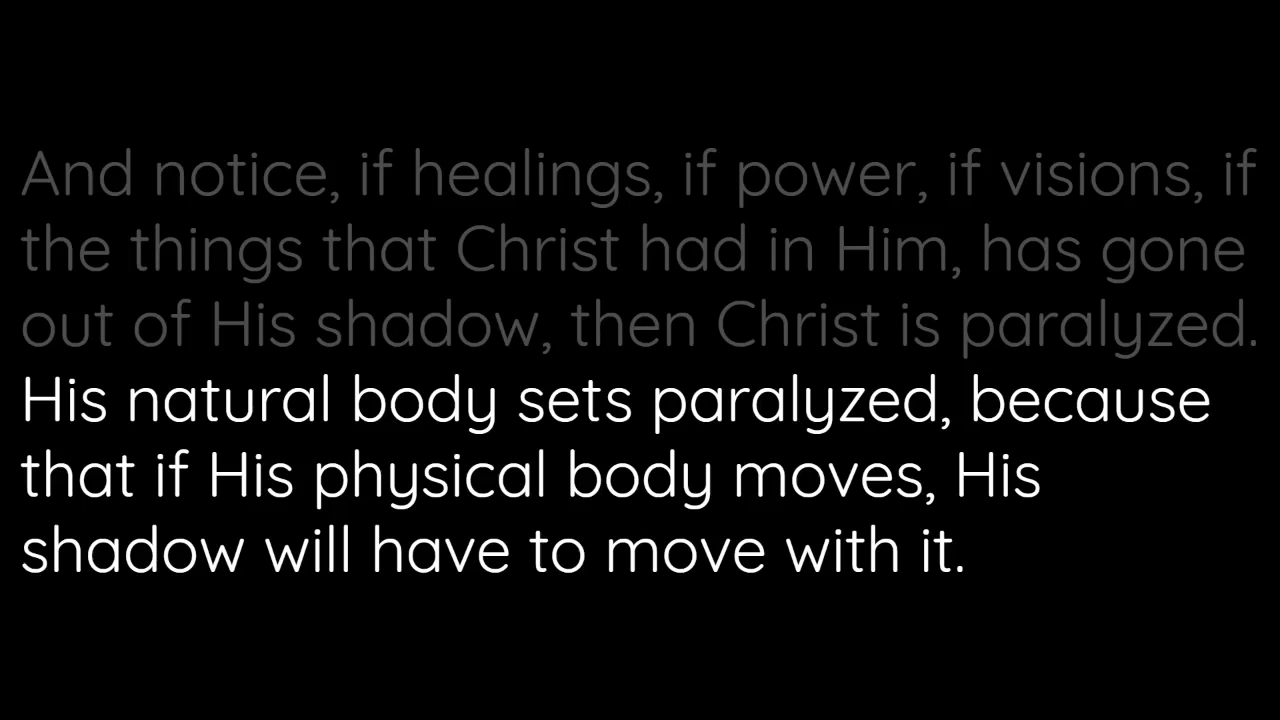 And notice, if healings, if power, if visions, if
the things that Christ had in Him, has gone
out of His shadow, then Christ is paralyzed.
His natural body sets paralyzed, because
that if His physical body moves, His
shadow will have to move with it.